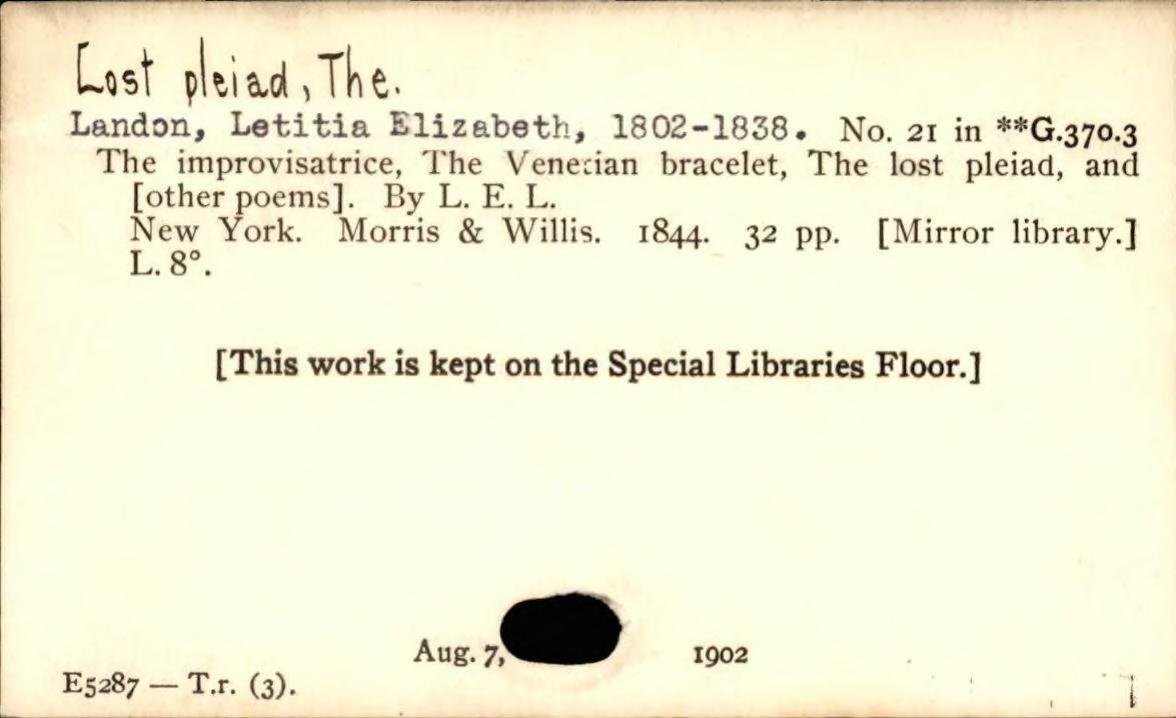 Lost pleiad, The.
Landon, Letitia Elizabeth, 1802-1838. No. 21 in **G.370.3
The improvisatrice, The Venetian bracelet, The lost pleiad, and
[other poems]. By L. E. L.
New York. Morris & Willis. 1844. 32 pp. [Mirror library.]
L. 8°.
[This work is kept on the Special Libraries Floor.]
Aug. 7, 1902
E5287 — T.r. (3).